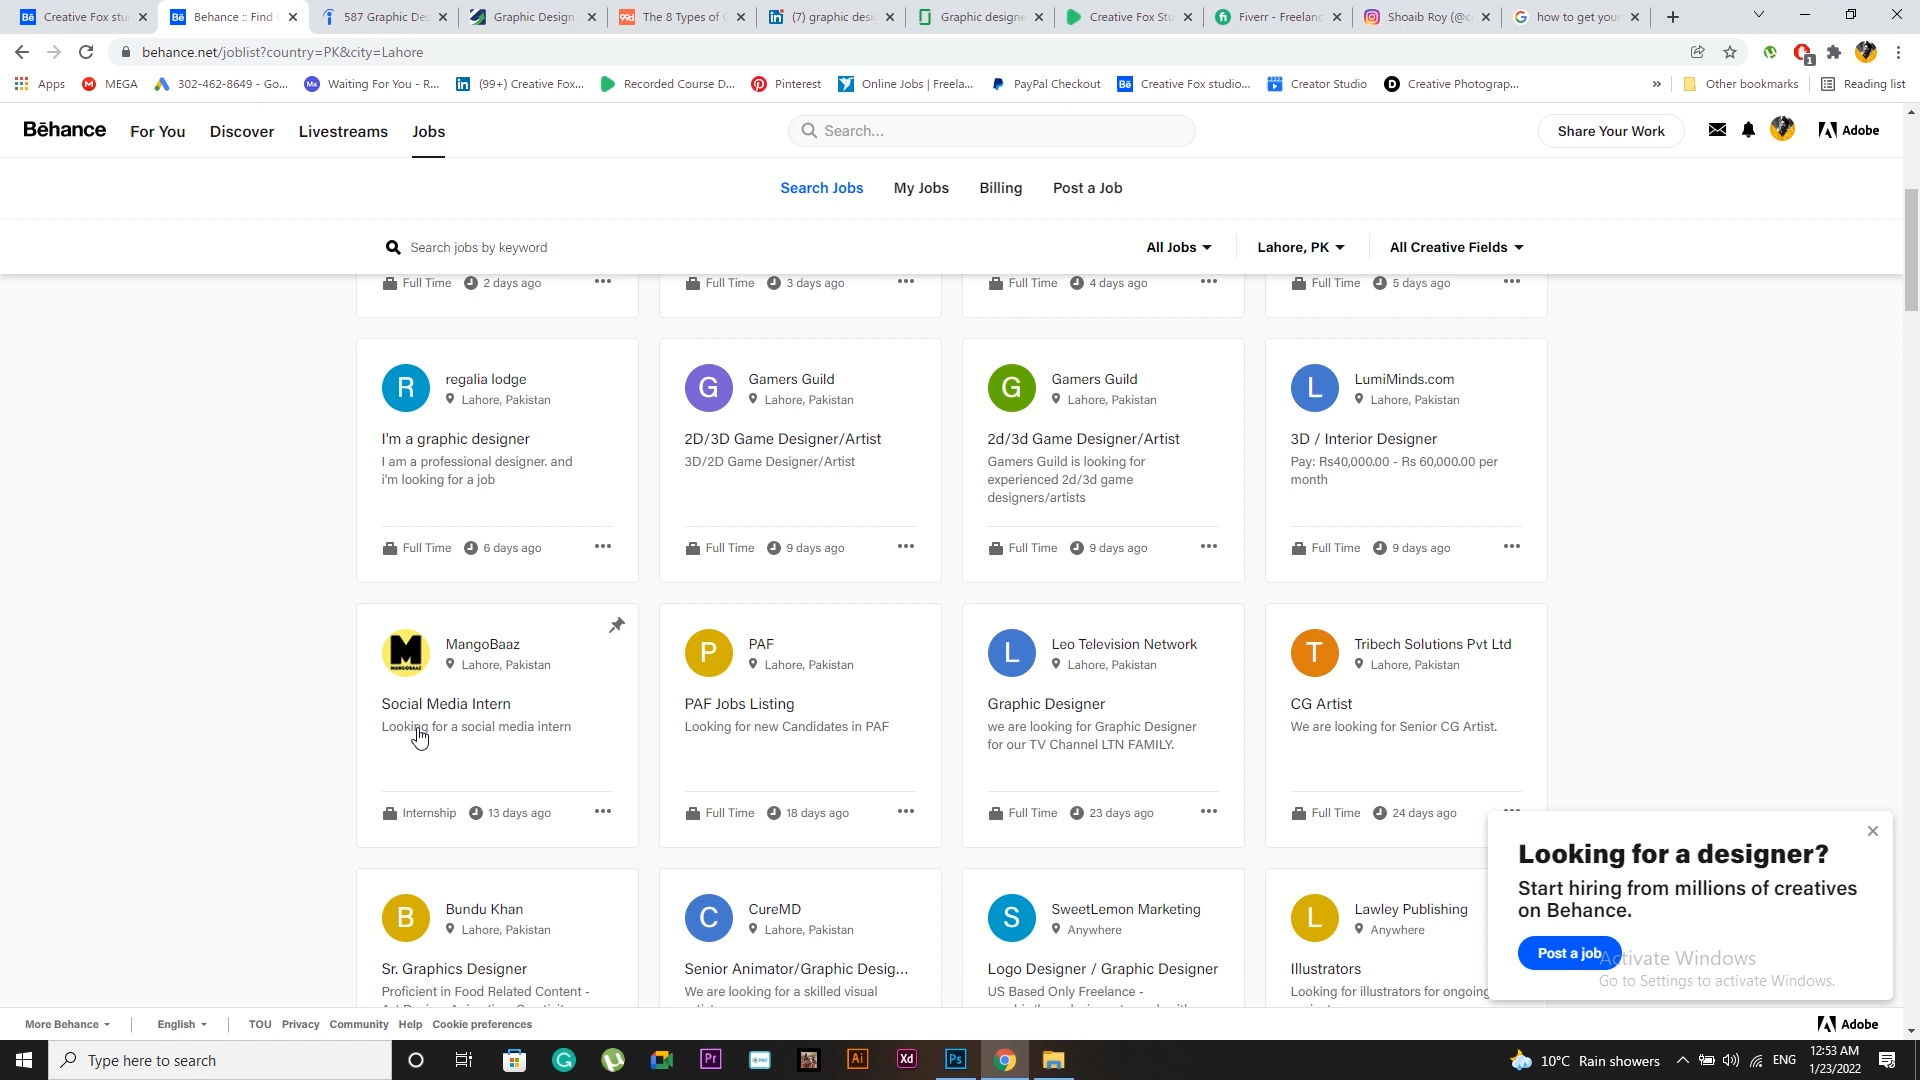 Creative Fox stu
Behance :: Find
587 Graphic De
Graphic Design
The 8 Types of G
(7) graphic desi
Graphic designe
Creative Fox Stu
Fiverr - Freelanc
Shoaib Roy (@c
how to get your
behance.net/joblist?country=PK&city=Lahore
1
Apps
MEGA
302-462-8649 - Go...
Waiting For You - R...
(99+) Creative Fox...
Recorded Course D...
Pinterest
Online Jobs | Freela...
PayPal Checkout
Creative Fox studio...
Creator Studio
Creative Photograp...
»
Other bookmarks
Reading list
Bēhance
For You
Discover
Livestreams
Jobs
Search...
Share Your Work
Adobe
Search Jobs
My Jobs
Billing
Post a Job
Search jobs by keyword
All Jobs
Lahore, PK
All Creative Fields
Full Time 2 days ago
Full Time 3 days ago
Full Time 4 days ago
Full Time 5 days ago
R
regalia lodge
Lahore, Pakistan
I'm a graphic designer
I am a professional designer. and
i'm looking for a job
Full Time 6 days ago
G
Gamers Guild
Lahore, Pakistan
2D/3D Game Designer/Artist
3D/2D Game Designer/Artist
Full Time 9 days ago
G
Gamers Guild
Lahore, Pakistan
2d/3d Game Designer/Artist
Gamers Guild is looking for
experienced 2d/3d game
designers/artists
Full Time 9 days ago
L
LumiMinds.com
Lahore, Pakistan
3D / Interior Designer
Pay: Rs40,000.00 - Rs 60,000.00 per
month
Full Time 9 days ago
M
MANGOBAAZ
MangoBaaz
Lahore, Pakistan
Social Media Intern
Looking for a social media intern
Internship 13 days ago
P
PAF
Lahore, Pakistan
PAF Jobs Listing
Looking for new Candidates in PAF
Full Time 18 days ago
L
Leo Television Network
Lahore, Pakistan
Graphic Designer
we are looking for Graphic Designer
for our TV Channel LTN FAMILY.
Full Time 23 days ago
T
Tribech Solutions Pvt Ltd
Lahore, Pakistan
CG Artist
We are looking for Senior CG Artist.
Full Time 24 days ago
B
Bundu Khan
Lahore, Pakistan
Sr. Graphics Designer
Proficient in Food Related Content -
C
CureMD
Lahore, Pakistan
Senior Animator/Graphic Desig...
We are looking for a skilled visual
S
SweetLemon Marketing
Anywhere
Logo Designer / Graphic Designer
US Based Only Freelance -
L
Lawley Publishing
Anywhere
Illustrators
Looking for illustrators for ongoing
Looking for a designer?
Start hiring from millions of creatives
on Behance.
Post a job
Activate Windows
Go to Settings to activate Windows.
More Behance
English
TOU Privacy Community Help Cookie preferences
Adobe
Type here to search
Pr
Ai
Xd
Ps
10°C Rain showers
ENG
12:53 AM
1/23/2022